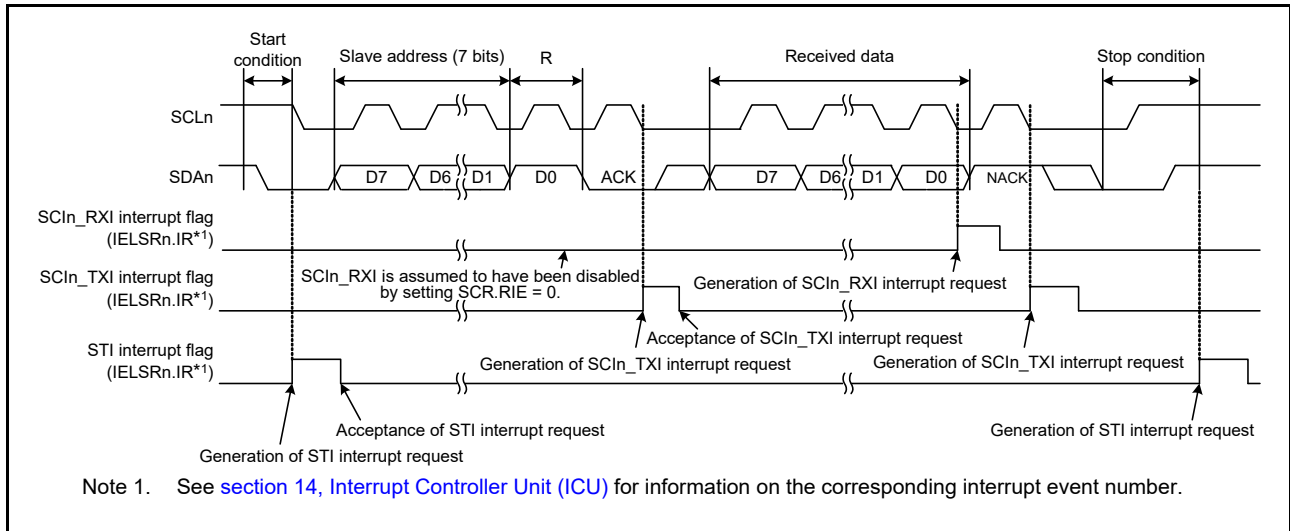 Start
condition
Slave address (7 bits)
R
Received data
Stop condition
SCLn
SDAn
D7
D6
D1
D0
ACK
D7
D6
D1
D0
NACK
SCIn_RXI interrupt flag
(IELSRn.IR*1)
SCIn_RXI is assumed to have been disabled
by setting SCR.RIE = 0.
Generation of SCIn_RXI interrupt request
SCIn_TXI interrupt flag
(IELSRn.IR*1)
Acceptance of SCIn_TXI interrupt request
Generation of SCIn_TXI interrupt request
Generation of SCIn_TXI interrupt request
STI interrupt flag
(IELSRn.IR*1)
Acceptance of STI interrupt request
Generation of STI interrupt request
Generation of STI interrupt request
Note 1. See section 14, Interrupt Controller Unit (ICU) for information on the corresponding interrupt event number.